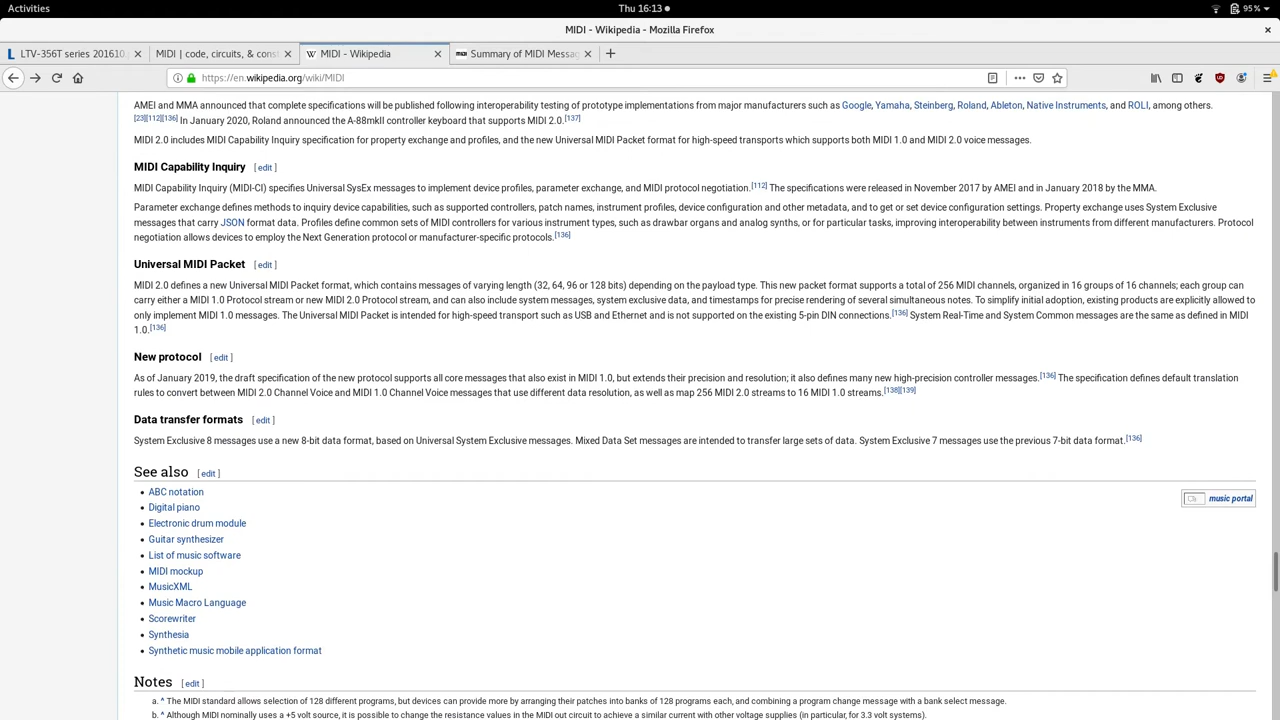 Activities
Thu 16:13
95%
MIDI - Wikipedia - Mozilla Firefox
LTV-356T series 201610
MIDI | code, circuits, & const
MIDI - Wikipedia
Summary of MIDI Messag
https://en.wikipedia.org/wiki/MIDI
AMEI and MMA announced that complete specifications will be published following interoperability testing of prototype implementations from major manufacturers such as Google, Yamaha, Steinberg, Roland, Ableton, Native Instruments, and ROLI, among others.
[23][112][136] In January 2020, Roland announced the A-88mkII controller keyboard that supports MIDI 2.0.[137]
MIDI 2.0 includes MIDI Capability Inquiry specification for property exchange and profiles, and the new Universal MIDI Packet format for high-speed transports which supports both MIDI 1.0 and MIDI 2.0 voice messages.
MIDI Capability Inquiry [ edit ]
MIDI Capability Inquiry (MIDI-CI) specifies Universal SysEx messages to implement device profiles, parameter exchange, and MIDI protocol negotiation.[112] The specifications were released in November 2017 by AMEI and in January 2018 by the MMA.
Parameter exchange defines methods to inquiry device capabilities, such as supported controllers, patch names, instrument profiles, device configuration and other metadata, and to get or set device configuration settings. Property exchange uses System Exclusive
messages that carry JSON format data. Profiles define common sets of MIDI controllers for various instrument types, such as drawbar organs and analog synths, or for particular tasks, improving interoperability between instruments from different manufacturers. Protocol
negotiation allows devices to employ the Next Generation protocol or manufacturer-specific protocols.[136]
Universal MIDI Packet [ edit ]
MIDI 2.0 defines a new Universal MIDI Packet format, which contains messages of varying length (32, 64, 96 or 128 bits) depending on the payload type. This new packet format supports a total of 256 MIDI channels, organized in 16 groups of 16 channels; each group can
carry either a MIDI 1.0 Protocol stream or new MIDI 2.0 Protocol stream, and can also include system messages, system exclusive data, and timestamps for precise rendering of several simultaneous notes. To simplify initial adoption, existing products are explicitly allowed to
only implement MIDI 1.0 messages. The Universal MIDI Packet is intended for high-speed transport such as USB and Ethernet and is not supported on the existing 5-pin DIN connections.[136] System Real-Time and System Common messages are the same as defined in MIDI
1.0.[136]
New protocol [ edit ]
As of January 2019, the draft specification of the new protocol supports all core messages that also exist in MIDI 1.0, but extends their precision and resolution; it also defines many new high-precision controller messages.[136] The specification defines default translation
rules to convert between MIDI 2.0 Channel Voice and MIDI 1.0 Channel Voice messages that use different data resolution, as well as map 256 MIDI 2.0 streams to 16 MIDI 1.0 streams.[138][139]
Data transfer formats [ edit ]
System Exclusive 8 messages use a new 8-bit data format, based on Universal System Exclusive messages. Mixed Data Set messages are intended to transfer large sets of data. System Exclusive 7 messages use the previous 7-bit data format.[136]
See also [ edit ]
• ABC notation
music portal
• Digital piano
• Electronic drum module
• Guitar synthesizer
• List of music software
• MIDI mockup
• MusicXML
• Music Macro Language
• Scorewriter
• Synthesia
• Synthetic music mobile application format
Notes [ edit ]
a. ^ The MIDI standard allows selection of 128 different programs, but devices can provide more by arranging their patches into banks of 128 programs each, and combining a program change message with a bank select message.
b. ^ Although MIDI nominally uses a +5 volt source, it is possible to change the resistance values in the MIDI out circuit to achieve a similar current with other voltage supplies (in particular, for 3.3 volt systems).